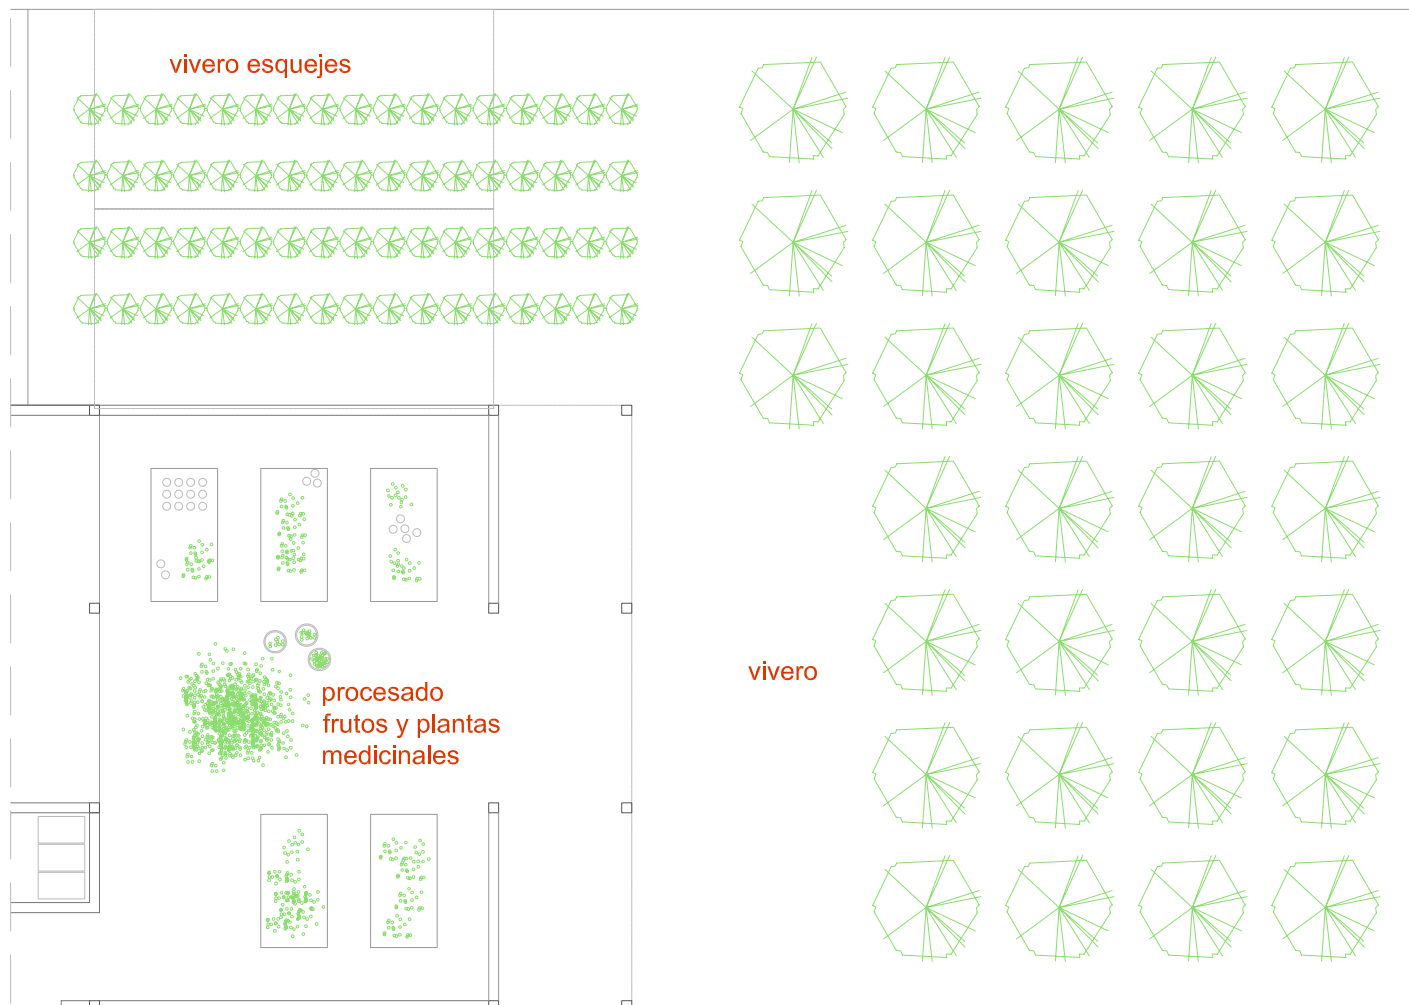 vivero esquejes
procesado
frutos y plantas
medicinales
vivero